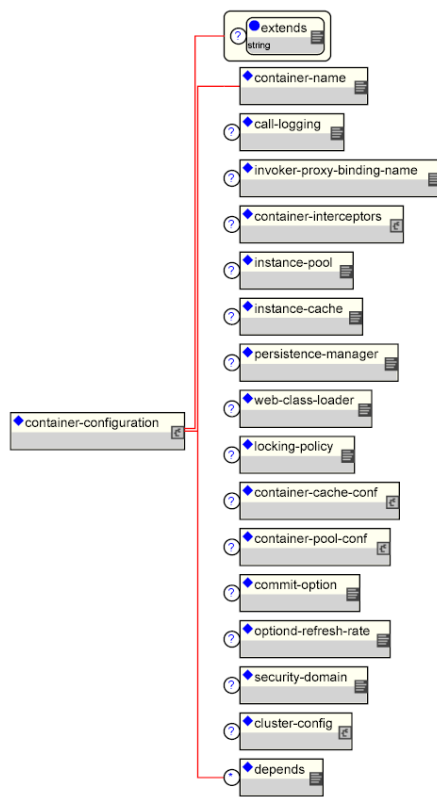 ?
extends
string
container-name
?
call-logging
?
invoker-proxy-binding-name
?
container-interceptors
?
instance-pool
?
instance-cache
?
persistence-manager
?
web-class-loader
container-configuration
?
locking-policy
?
container-cache-conf
?
container-pool-conf
?
commit-option
?
optiond-refresh-rate
?
security-domain
?
cluster-config
*
depends